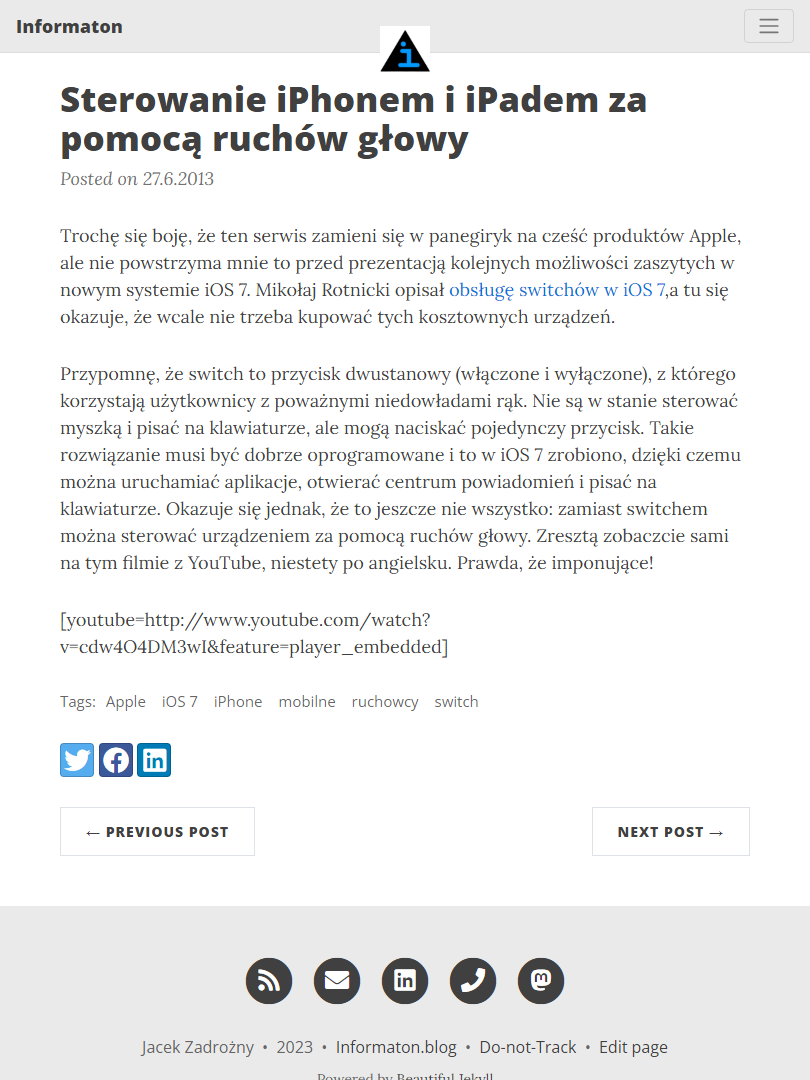 Informaton
i
Sterowanie iPhonem i iPadem za
pomocą ruchów głowy
Posted on 27.6.2013
Trochę się boję, że ten serwis zamieni się w panegiryk na cześć produktów Apple,
ale nie powstrzyma mnie to przed prezentacją kolejnych możliwości zaszytych w
nowym systemie iOS 7. Mikołaj Rotnicki opisał obsługę switchów w iOS 7,a tu się
okazuje, że wcale nie trzeba kupować tych kosztownych urządzeń.
Przypomnę, że switch to przycisk dwustanowy (włączone i wyłączone), z którego
korzystają użytkownicy z poważnymi niedowładami rąk. Nie są w stanie sterować
myszką i pisać na klawiaturze, ale mogą naciskać pojedynczy przycisk. Takie
rozwiązanie musi być dobrze oprogramowane i to w iOS 7 zrobiono, dzięki czemu
można uruchamiać aplikacje, otwierać centrum powiadomień i pisać na
klawiaturze. Okazuje się jednak, że to jeszcze nie wszystko: zamiast switchem
można sterować urządzeniem za pomocą ruchów głowy. Zresztą zobaczcie sami
na tym filmie z YouTube, niestety po angielsku. Prawda, że imponujące!
[youtube=http://www.youtube.com/watch?
v=cdw4O4DM3wI&feature=player_embedded]
Tags: Apple iOS 7 iPhone mobilne ruchowcy switch
← PREVIOUS POST
NEXT POST →
Jacek Zadrożny • 2023 • Informaton.blog • Do-not-Track • Edit page
Powered by Beautiful Jekyll